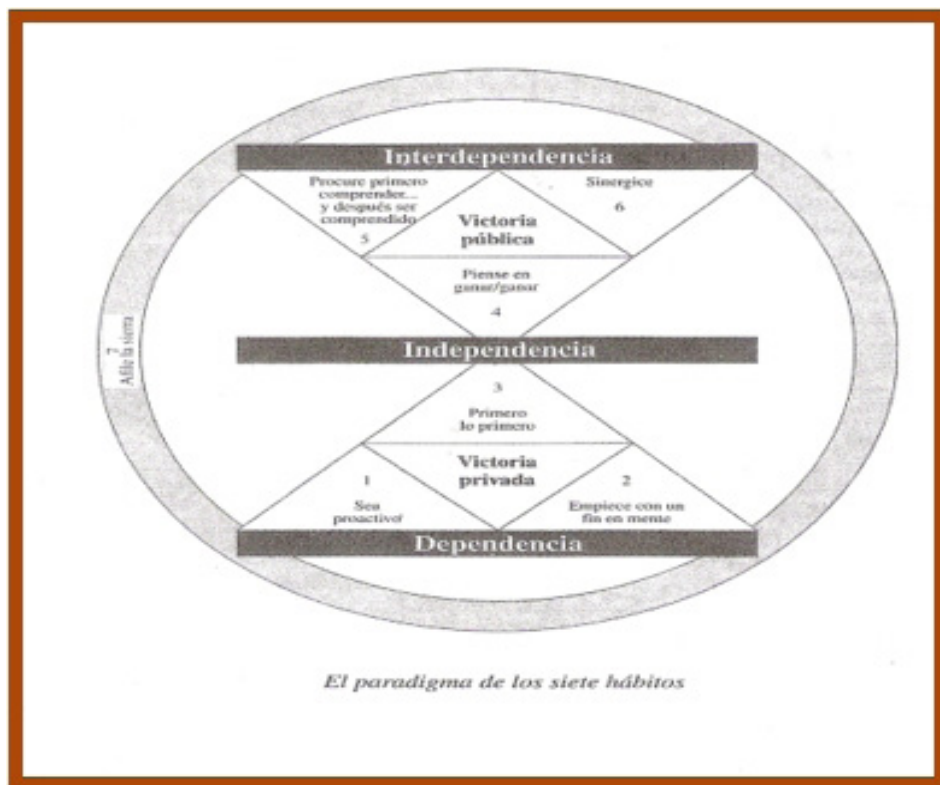 Interdependencia
Procure primero
comprender...
y después ser
comprendido
5
Sinergice
6
Victoria
pública
Piense en
ganar/ganar
4
7
Afile la sierra
Independencia
3
Primero
lo primero
Victoria
privada
1
Sea
proactivo
2
Empiece con un
fin en mente
Dependencia
El paradigma de los siete hábitos